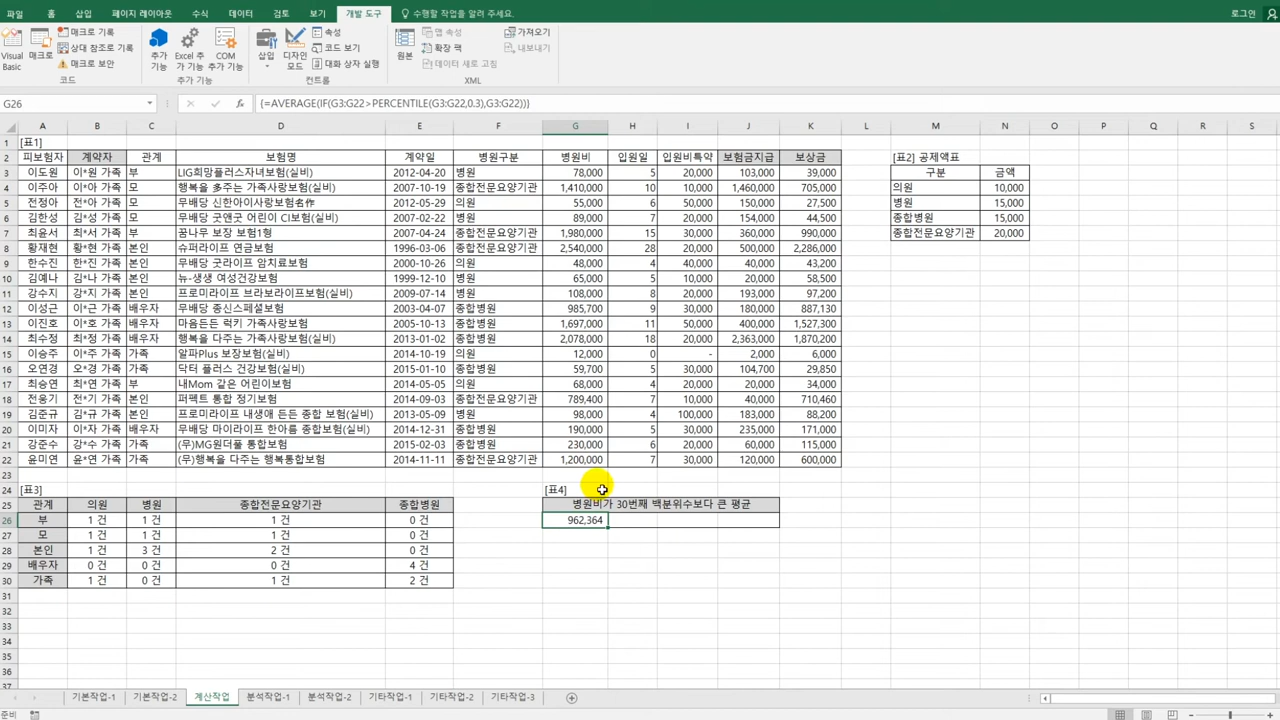 파일 홈 삽입 페이지 레이아웃 수식 데이터 검토 보기 개발 도구 수행할 작업을 입력하세요. 로그인
Visual Basic 매크로 매크로 기록 상대 참조로 기록 매크로 보안 추가 기능 Excel 추가 기능 COM 추가 기능 삽입 디자인 모드 속성 코드 보기 대화 상자 실행 원본 맵 속성 확장 팩 데이터 새로 고침 가져오기 내보내기
코드 추가 기능 컨트롤 XML
G26 {=AVERAGE(IF(G3:G22>PERCENTILE(G3:G22,0.3),G3:G22))}
A B C D E F G H I J K L M N O P Q R S
1 [표1]
2 피보험자 계약자 관계 보험명 계약일 병원구분 병원비 입원일 입원비특약 보험금지급 보상금 [표2] 공제액표
3 이도원 이*원 가족 부 LIG희망플러스자녀보험(실비) 2012-04-20 병원 78,000 5 20,000 103,000 39,000 구분 금액
4 이주아 이*아 가족 모 행복을 多주는 가족사랑보험(실비) 2007-10-19 종합전문요양기관 1,410,000 10 10,000 1,460,000 705,000 의원 10,000
5 전정아 전*아 가족 모 무배당 신한아이사랑보험名作 2012-05-29 의원 55,000 6 50,000 150,000 27,500 병원 15,000
6 김한성 김*성 가족 모 무배당 굿앤굿 어린이 CI보험(실비) 2007-02-22 병원 89,000 7 20,000 154,000 44,500 종합병원 15,000
7 최윤서 최*서 가족 부 꿈나무 보장 보험1형 2007-04-24 종합전문요양기관 1,980,000 15 30,000 360,000 990,000 종합전문요양기관 20,000
8 황재현 황*현 가족 본인 슈퍼라이프 연금보험 1996-03-06 종합전문요양기관 2,540,000 28 20,000 500,000 2,286,000
9 한수진 한*진 가족 본인 무배당 굿라이프 암치료보험 2000-10-26 의원 48,000 4 40,000 40,000 43,200
10 김예나 김*나 가족 본인 뉴-생생 여성건강보험 1999-12-10 병원 65,000 5 10,000 90,000 58,500
11 강수지 강*지 가족 본인 프로미라이프 브라보라이프보험(실비) 2009-07-14 병원 108,000 8 20,000 193,000 97,200
12 이성근 이*근 가족 배우자 무배당 종신스페셜보험 2003-04-07 종합병원 985,700 9 30,000 180,000 887,130
13 이진호 이*호 가족 배우자 마음든든 럭키 가족사랑보험 2005-10-13 종합병원 1,697,000 11 50,000 400,000 1,527,300
14 최수정 최*정 가족 배우자 행복을 다주는 가족사랑보험(실비) 2013-01-02 종합병원 2,078,000 18 20,000 2,363,000 1,870,200
15 이승주 이*주 가족 가족 알파Plus 보장보험(실비) 2014-10-19 의원 12,000 0 - 2,000 6,000
16 오연경 오*경 가족 가족 닥터 플러스 건강보험(실비) 2015-01-10 종합병원 59,700 5 30,000 104,700 29,850
17 최승연 최*연 가족 부 내Mom 같은 어린이보험 2014-05-05 의원 68,000 4 20,000 20,000 34,000
18 전웅기 전*기 가족 본인 퍼펙트 통합 정기보험 2014-09-03 종합전문요양기관 789,400 7 10,000 40,000 710,460
19 김준규 김*규 가족 본인 프로미라이프 내생애 든든 종합 보험(실비) 2013-05-09 병원 98,000 4 100,000 183,000 88,200
20 이미자 이*자 가족 배우자 무배당 마이라이프 한아름 종합보험(실비) 2014-12-31 종합병원 190,000 5 30,000 235,000 171,000
21 강준수 강*수 가족 가족 (무)MG원더풀 통합보험 2015-02-03 종합병원 230,000 6 20,000 60,000 115,000
22 윤미연 윤*연 가족 가족 (무)행복을 다주는 행복통합보험 2014-11-11 종합전문요양기관 1,200,000 7 30,000 120,000 600,000
23
24 [표3] [표4]
25 관계 의원 병원 종합전문요양기관 종합병원 병원비가 30번째 백분위수보다 큰 평균
26 부 1 건 1 건 1 건 0 건 962,364
27 모 1 건 1 건 1 건 0 건
28 본인 1 건 3 건 2 건 0 건
29 배우자 0 건 0 건 0 건 4 건
30 가족 1 건 0 건 1 건 2 건
31
32
33
34
35
36
37
기본작업-1 기본작업-2 계산작업 분석작업-1 분석작업-2 기타작업-1 기타작업-2 기타작업-3
준비